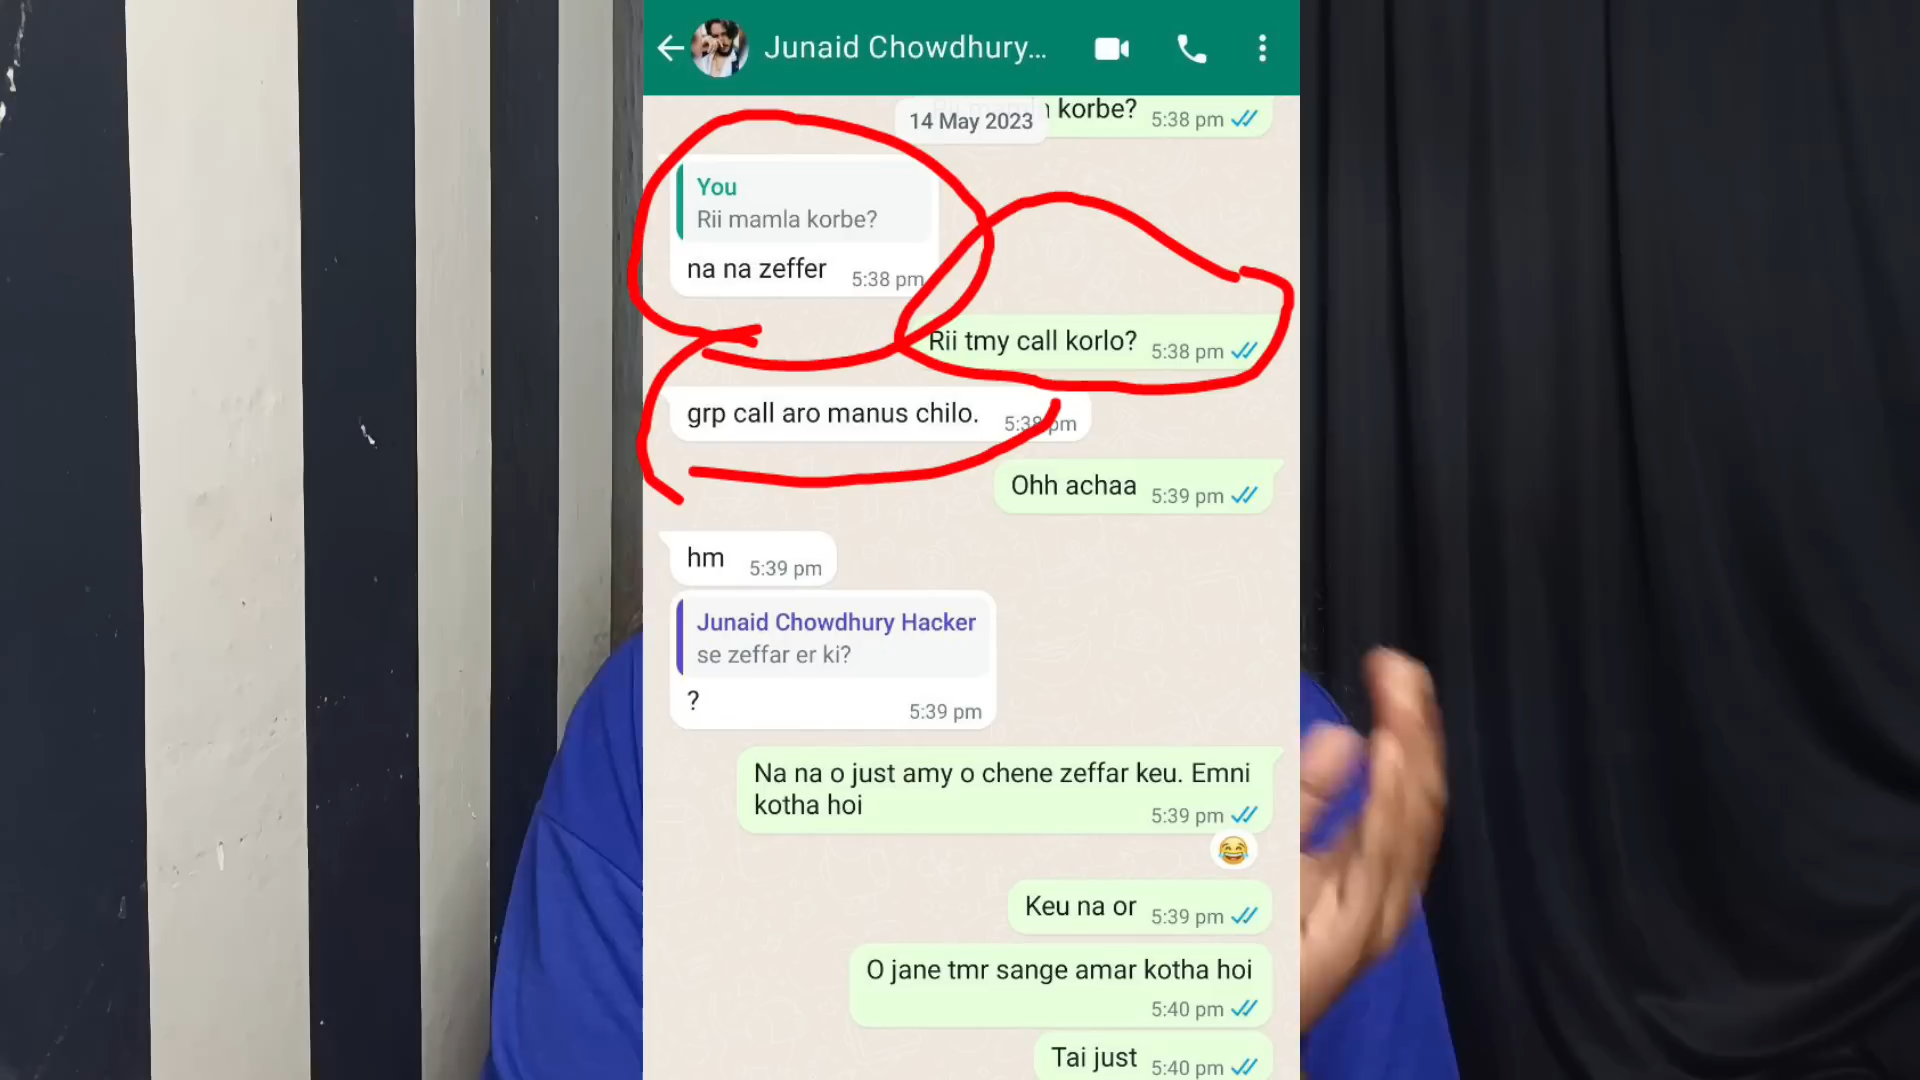 Junaid Chowdhury...
korbe? 5:38 pm
14 May 2023
You
Rii mamla korbe?
na na zeffer 5:38 pm
Rii tmy call korlo? 5:38 pm
grp call aro manus chilo. 5:38 pm
Ohh achaa 5:39 pm
hm 5:39 pm
Junaid Chowdhury Hacker
se zeffar er ki?
? 5:39 pm
Na na o just amy o chene zeffar keu. Emni
kotha hoi 5:39 pm
Keu na or 5:39 pm
O jane tmr sange amar kotha hoi
5:40 pm
Tai just 5:40 pm